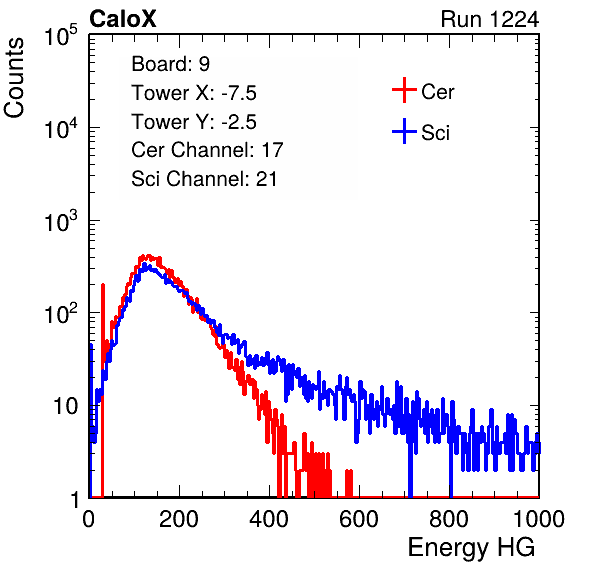 CaloX Run 1224
Counts
10^5
10^4
10^3
10^2
10
1
Board: 9
Tower X: -7.5
Tower Y: -2.5
Cer Channel: 17
Sci Channel: 21
Cer
Sci
0 200 400 600 800 1000
Energy HG